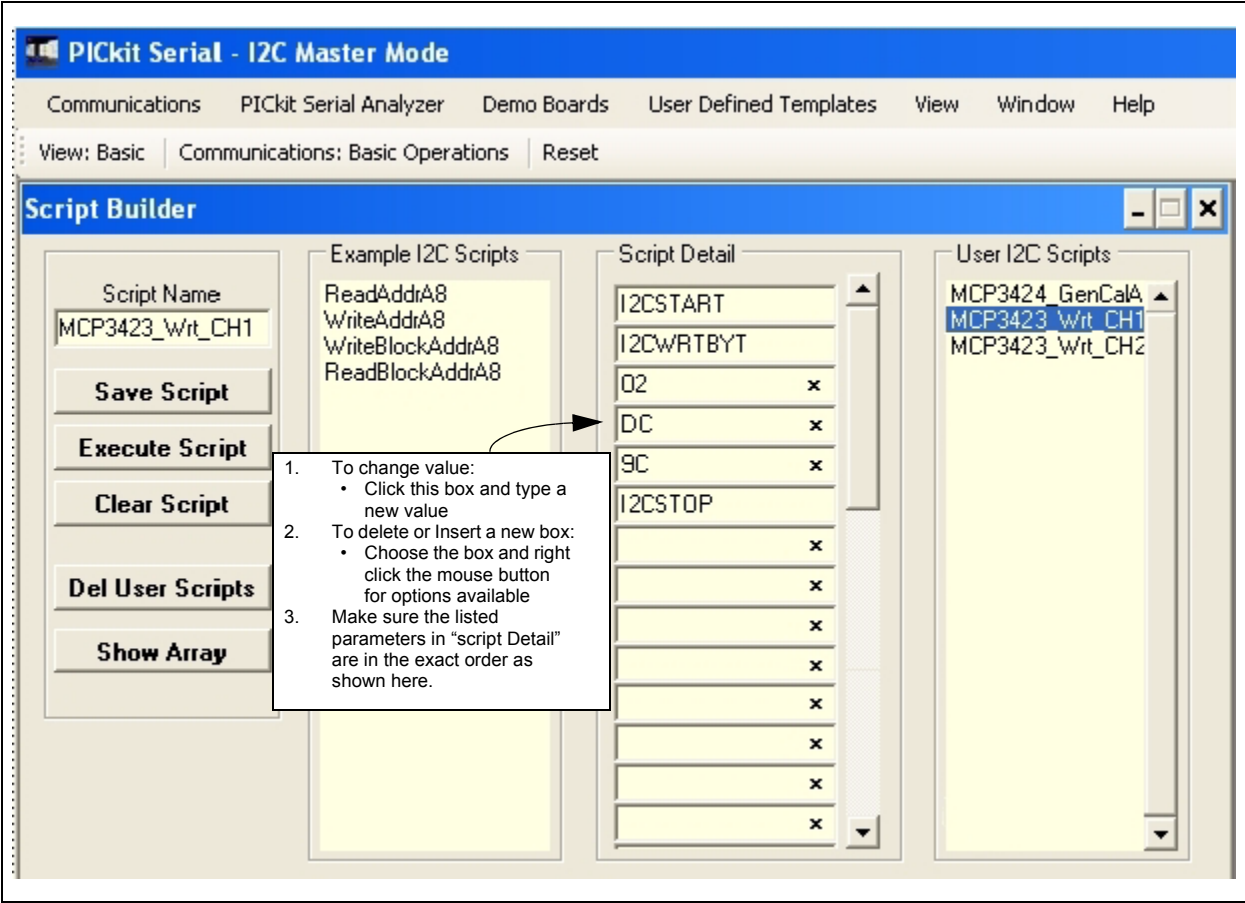 PICkit Serial - I2C Master Mode
Communications PICkit Serial Analyzer Demo Boards User Defined Templates View Window Help
View: Basic Communications: Basic Operations Reset
Script Builder
Script Name
MCP3423_Wrt_CH1
Save Script
Execute Script
Clear Script
Del User Scripts
Show Array
Example I2C Scripts
ReadAddrA8
WriteAddrA8
WriteBlockAddrA8
ReadBlockAddrA8
1. To change value:
• Click this box and type a
new value
2. To delete or Insert a new box:
• Choose the box and right
click the mouse button
for options available
3. Make sure the listed
parameters in “script Detail”
are in the exact order as
shown here.
Script Detail
I2CSTART
I2CWRTBYT
02 x
DC x
9C x
I2CSTOP
x
x
x
x
x
x
x
x
User I2C Scripts
MCP3424_GenCalA
MCP3423_Wrt_CH1
MCP3423_Wrt_CH2